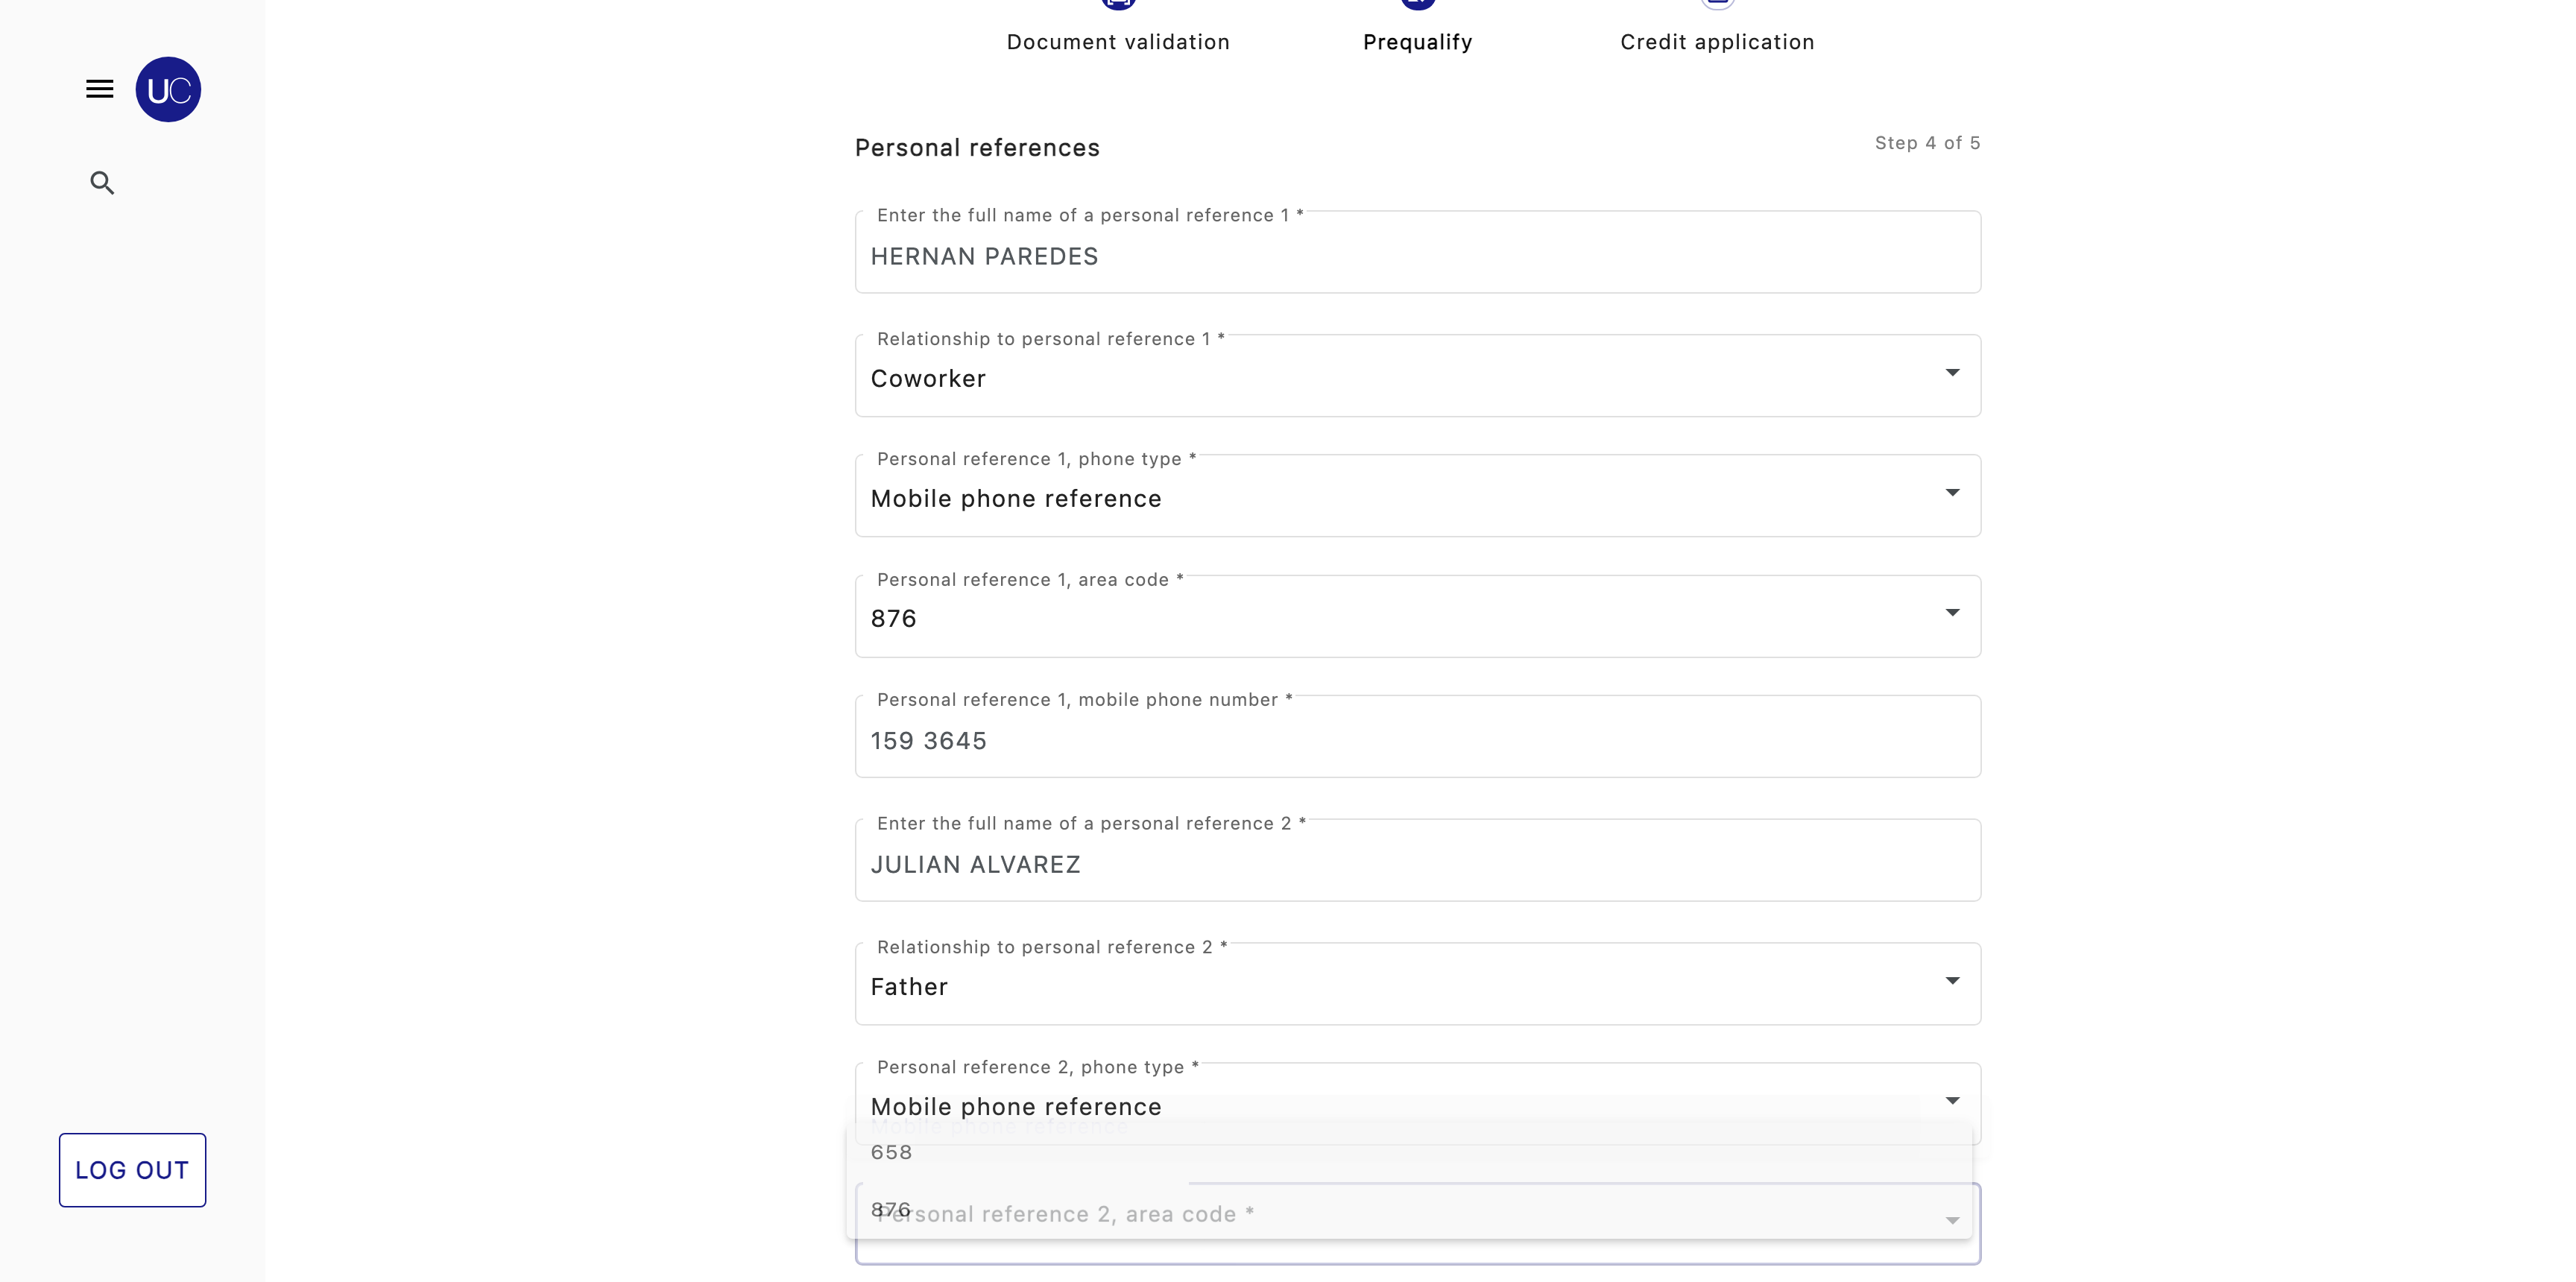 Document validation
Prequalify
Credit application
UC
Personal references
Step 4 of 5
Enter the full name of a personal reference 1 *
HERNAN PAREDES
Relationship to personal reference 1 *
Coworker
Personal reference 1, phone type *
Mobile phone reference
Personal reference 1, area code *
876
Personal reference 1, mobile phone number *
159 3645
Enter the full name of a personal reference 2 *
JULIAN ALVAREZ
Relationship to personal reference 2 *
Father
Personal reference 2, phone type *
Mobile phone reference
Mobile phone reference
658
876
Personal reference 2, area code *
LOG OUT